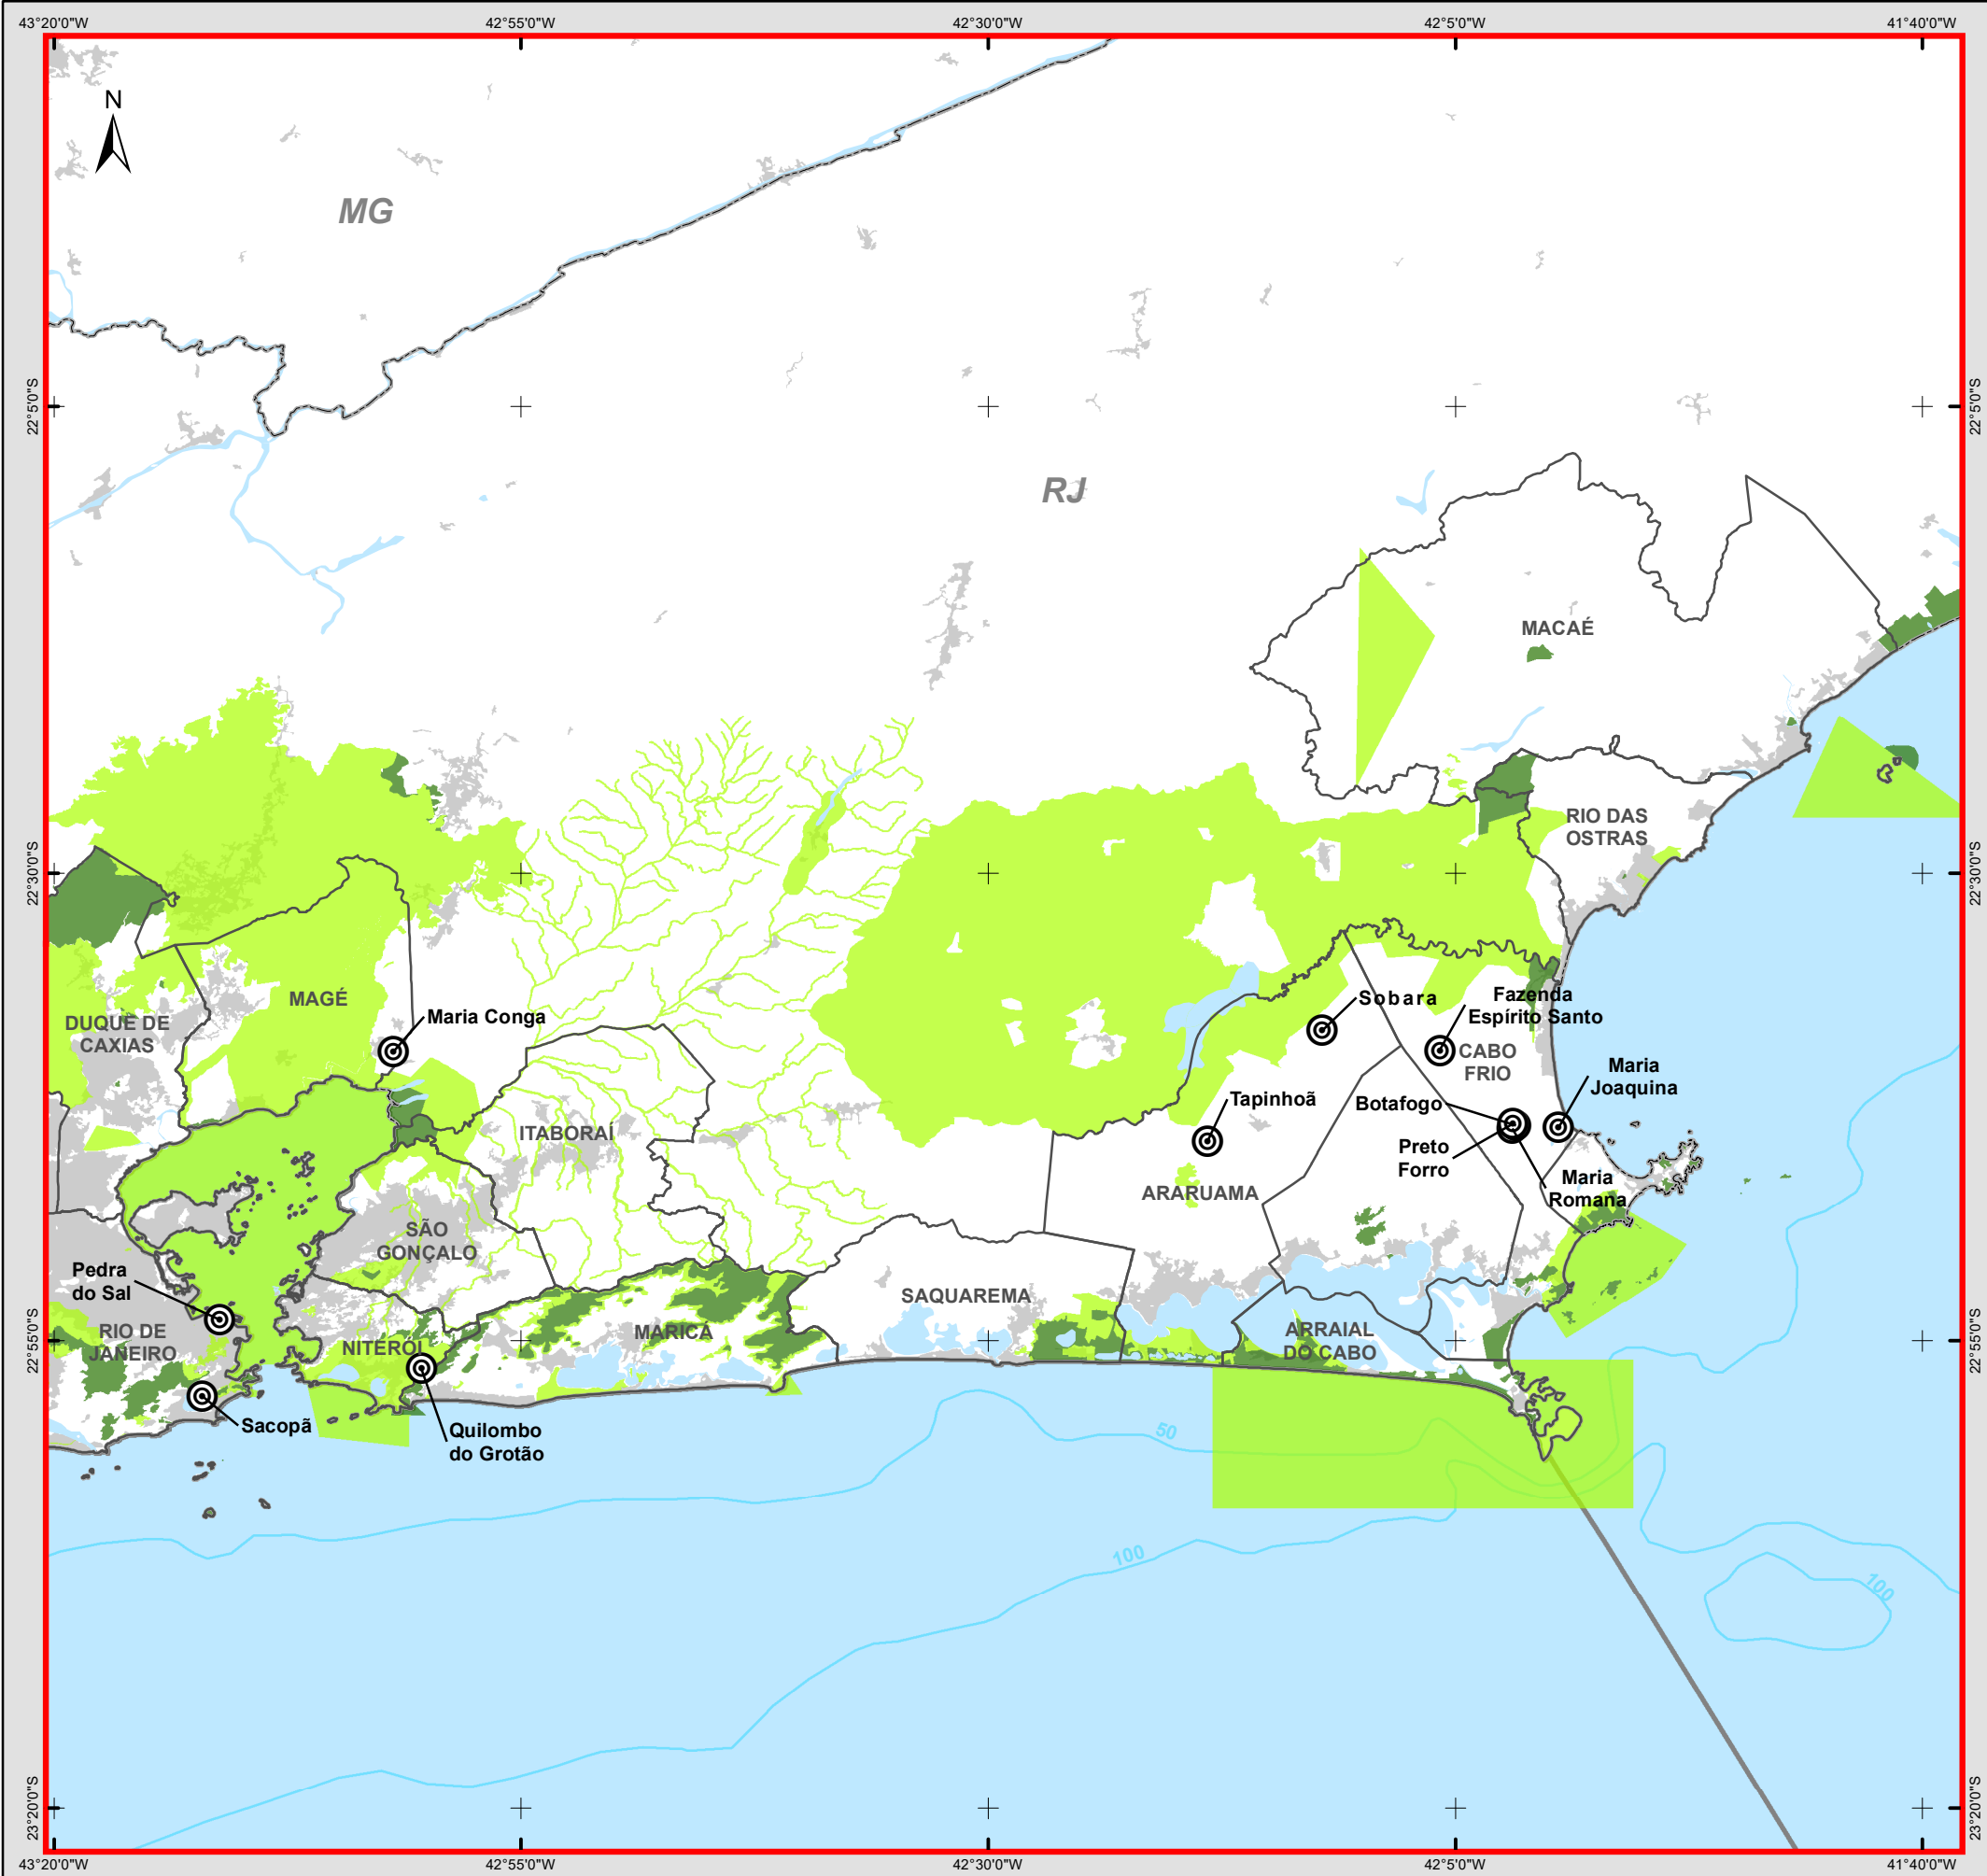 43°20'0"W
42°55'0"W
42°30'0"W
42°5'0"W
41°40'0"W
N
MG
22°5'0"S
22°5'0"S
RJ
MACAÉ
RIO DAS
OSTRAS
22°30'0"S
22°30'0"S
MAGÉ
DUQUE DE
CAXIAS
Maria Conga
Sobara
Fazenda
Espírito Santo
CABO
FRIO
Maria
Joaquina
Tapinhoã
Botafogo
ITABORAÍ
Preto
Forro
Maria
Romana
ARARUAMA
SÃO
GONÇALO
Pedra
do Sal
SAQUAREMA
RIO DE
JANEIRO
NITERÓI
MARICÁ
ARRAIAL
DO CABO
22°55'0"S
22°55'0"S
Sacopã
Quilombo
do Grotão
50
100
100
23°20'0"S
23°20'0"S
43°20'0"W
42°55'0"W
42°30'0"W
42°5'0"W
41°40'0"W